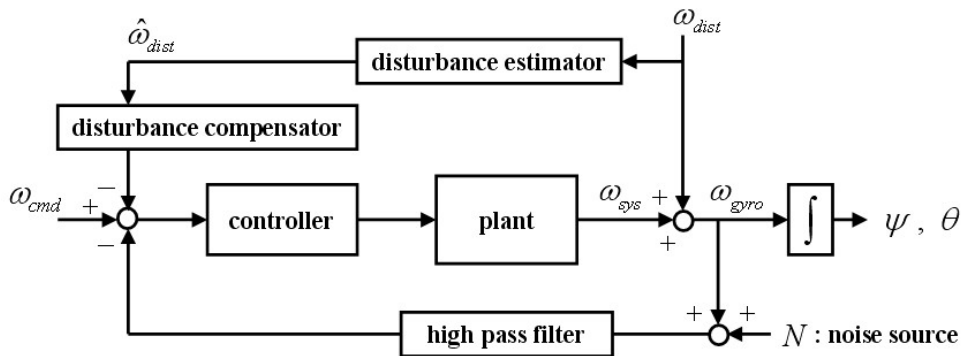 ω̂_dist
ω_dist
disturbance estimator
disturbance compensator
−
ω_cmd
+
−
controller
plant
ω_sys
+
+
ω_gyro
∫
ψ , θ
high pass filter
+
+
N : noise source